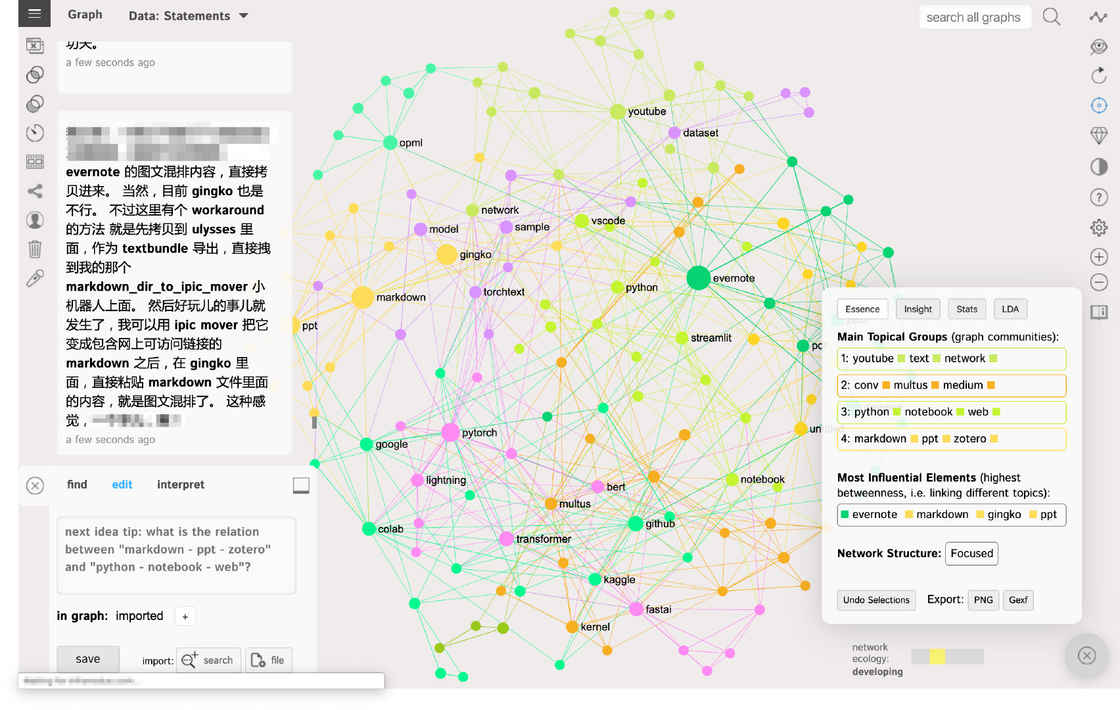 Graph
Data: Statements
search all graphs
功夫。
a few seconds ago
evernote 的图文混排内容，直接拷
贝进来。 当然，目前 gingko 也是
不行。 不过这里有个 workaround
的方法 就是先拷贝到 ulysses 里
面，作为 textbundle 导出，直接拽
到我的那个
markdown_dir_to_ipic_mover 小
机器人上面。 然后好玩儿的事儿就
发生了，我可以用 ipic mover 把它
变成包含网上可访问链接的
markdown 之后，在 gingko 里
面，直接粘贴 markdown 文件里面
的内容，就是图文混排了。 这种感
觉，
a few seconds ago
find
edit
interpret
next idea tip: what is the relation
between "markdown - ppt - zotero"
and "python - notebook - web"?
in graph: imported +
save
import:
search
file
youtube
dataset
opml
network
vscode
model
sample
gingko
evernote
python
torchtext
markdown
ppt
streamlit
pytorch
google
lightning
bert
notebook
multus
github
colab
transformer
kaggle
fastai
kernel
Essence
Insight
Stats
LDA
Main Topical Groups (graph communities):
1: youtube text network
2: conv multus medium
3: python notebook web
4: markdown ppt zotero
Most Influential Elements (highest
betweenness, i.e. linking different topics):
evernote markdown gingko ppt
Network Structure: Focused
Undo Selections
Export: PNG Gexf
network
ecology:
developing